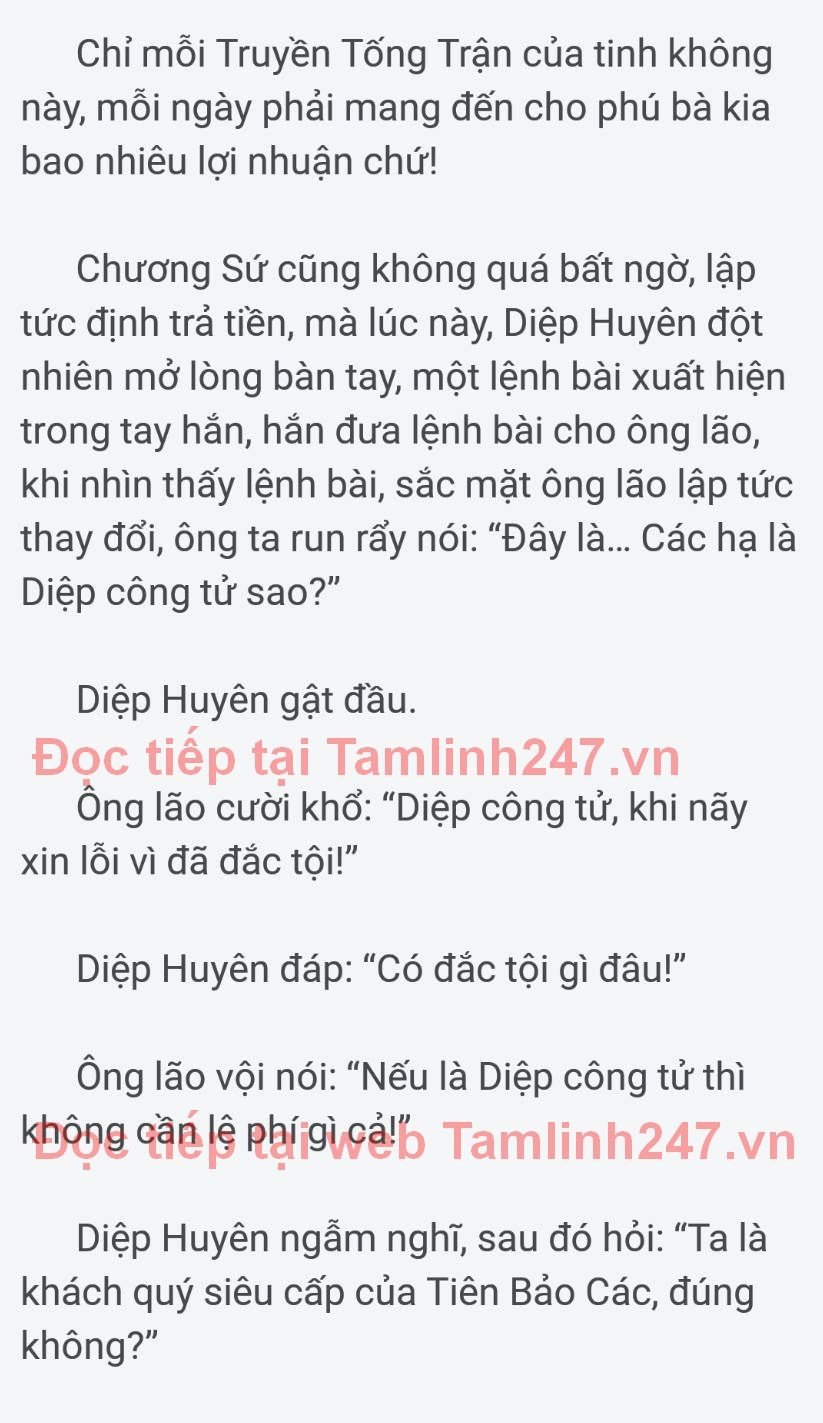 Chỉ mỗi Truyền Tống Trận của tinh không
này, mỗi ngày phải mang đến cho phú bà kia
bao nhiêu lợi nhuận chứ!
Chương Sứ cũng không quá bất ngờ, lập
tức định trả tiền, mà lúc này, Diệp Huyên đột
nhiên mở lòng bàn tay, một lệnh bài xuất hiện
trong tay hắn, hắn đưa lệnh bài cho ông lão,
khi nhìn thấy lệnh bài, sắc mặt ông lão lập tức
thay đổi, ông ta run rẩy nói: “Đây là... Các hạ là
Diệp công tử sao?”
Diệp Huyên gật đầu.
Đọc tiếp tại Tamlinh247.vn
Ông lão cười khổ: “Diệp công tử, khi nãy
xin lỗi vì đã đắc tội!”
Diệp Huyên đáp: “Có đắc tội gì đâu!”
Ông lão vội nói: “Nếu là Diệp công tử thì
không cần lệ phí gì cả!”
Đọc tiếp tại web Tamlinh247.vn
Diệp Huyên ngẫm nghĩ, sau đó hỏi: “Ta là
khách quý siêu cấp của Tiên Bảo Các, đúng
không?”